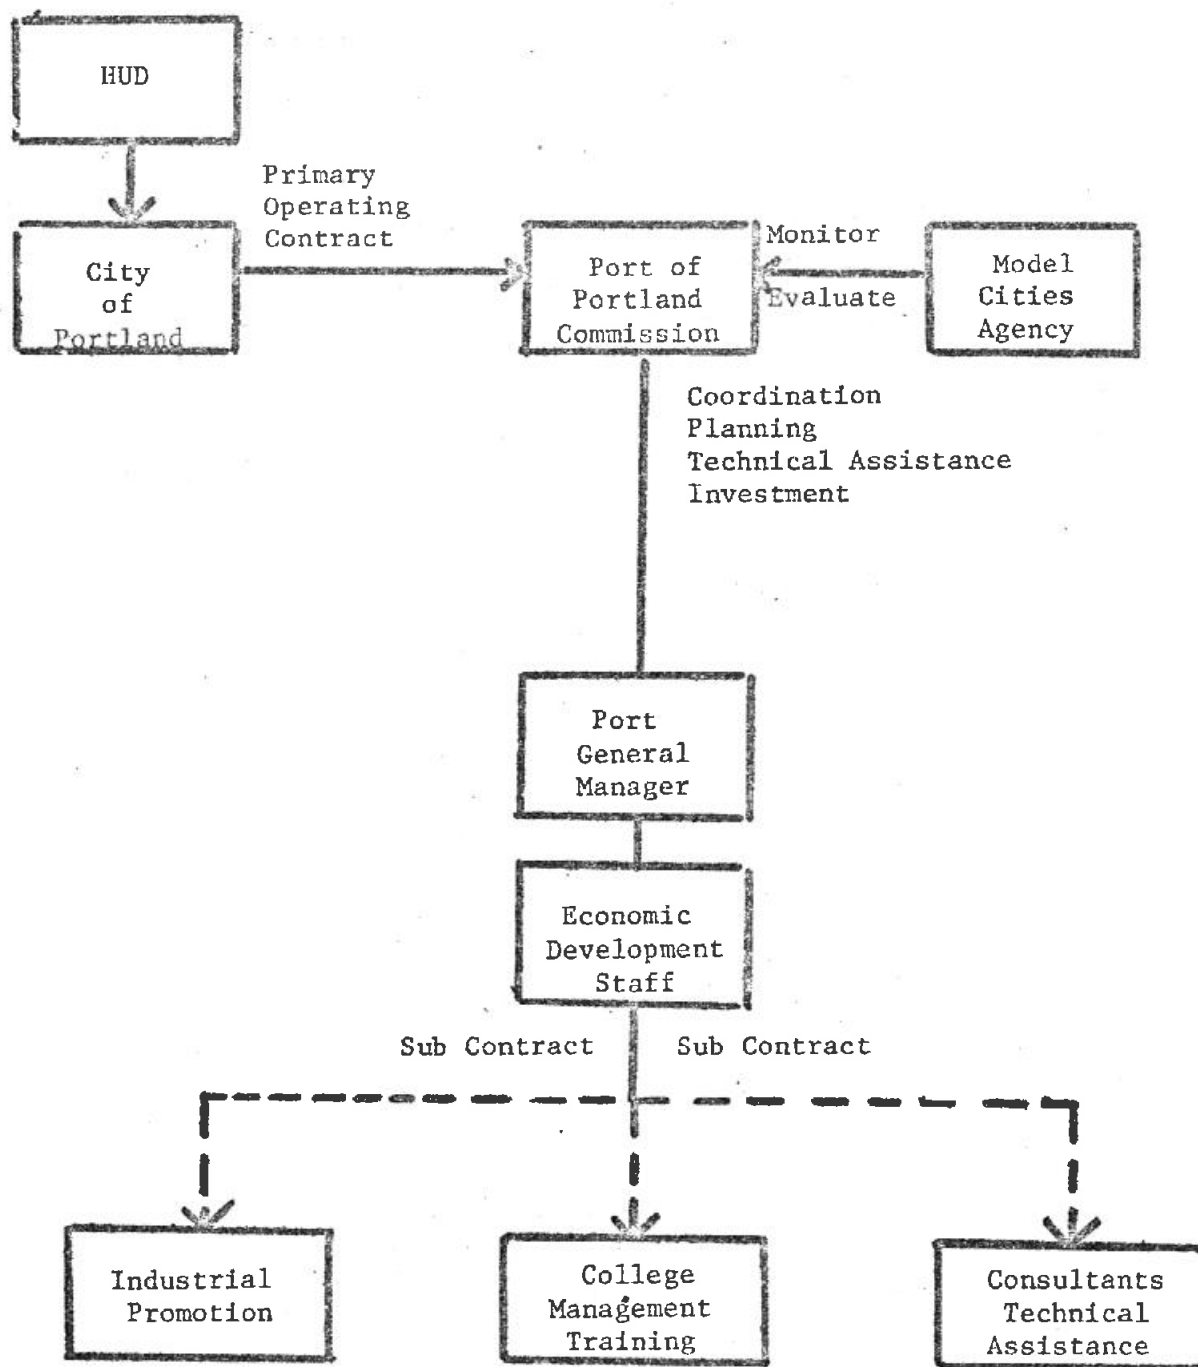 HUD
Primary
Operating
Contract
City
of
Portland
Port of
Portland
Commission
Monitor
Evaluate
Model
Cities
Agency
Coordination
Planning
Technical Assistance
Investment
Port
General
Manager
Economic
Development
Staff
Sub Contract
Sub Contract
Industrial
Promotion
College
Management
Training
Consultants
Technical
Assistance